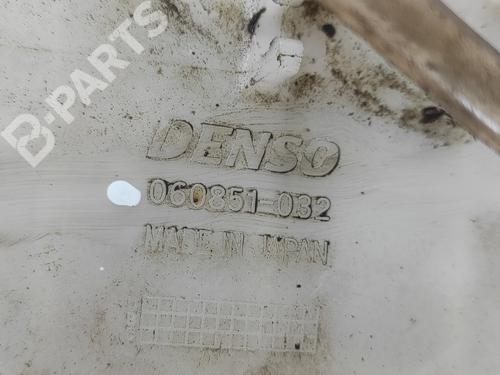 B-PARTS
DENSO
060851-032
MADE IN JAPAN